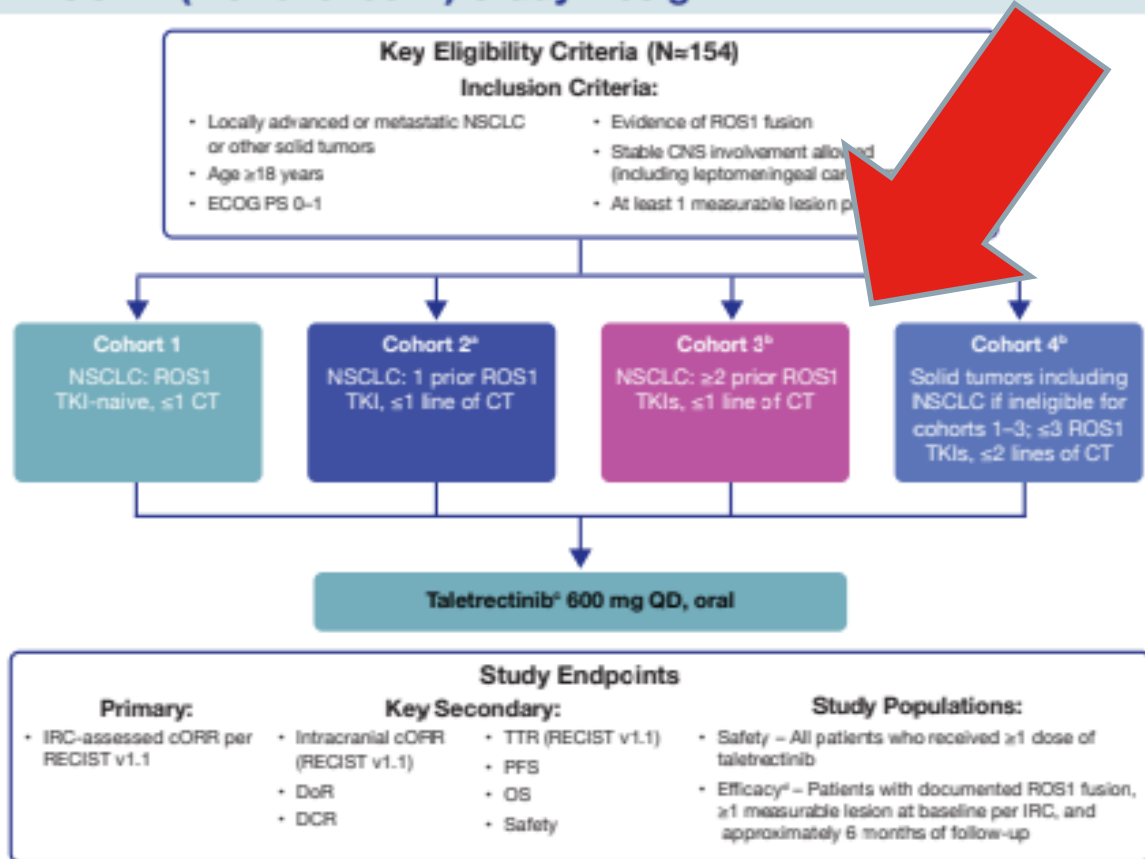 Key Eligibility Criteria (N≈154)
Inclusion Criteria:
• Locally advanced or metastatic NSCLC
or other solid tumors
• Age ≥18 years
• ECOG PS 0–1
• Evidence of ROS1 fusion
• Stable CNS involvement
(including leptomeningeal
• At least 1 measurable lesion
Cohort 1
NSCLC: ROS1
TKI-naive, ≤1 CT
Cohort 2ᵃ
NSCLC: 1 prior ROS1
TKI, ≤1 line of CT
Cohort 3ᵇ
NSCLC: ≥2 prior ROS1
TKIs, ≤1 line of CT
Cohort 4ᵇ
Solid tumors including
NSCLC if ineligible for
cohorts 1–3; ≤3 ROS1
TKIs, ≤2 lines of CT
Taletrectinibᶜ 600 mg QD, oral
Study Endpoints
Primary:
• IRC-assessed cORR per
RECIST v1.1
Key Secondary:
• Intracranial cORR
(RECIST v1.1)
• DoR
• DCR
• TTR (RECIST v1.1)
• PFS
• OS
• Safety
Study Populations:
• Safety – All patients who received ≥1 dose of
taletrectinib
• Efficacyᵈ – Patients with documented ROS1 fusion,
≥1 measurable lesion at baseline per IRC, and
approximately 6 months of follow-up